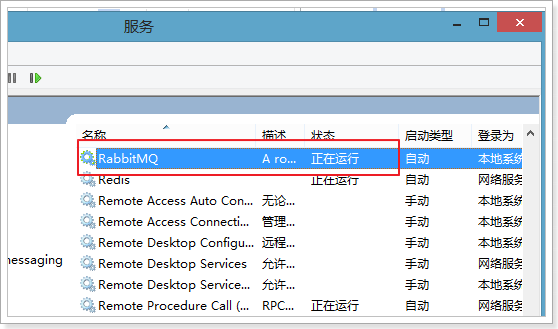 服务
名称 描述 状态 启动类型 登录为
RabbitMQ A ro... 正在运行 自动 本地系统
Redis 正在运行 自动 网络服务
Remote Access Auto Con... 无论... 手动 本地系统
Remote Access Connecti... 管理... 手动 本地系统
Remote Desktop Configu... 远程... 手动 本地系统
messaging
Remote Desktop Services 允许... 手动 网络服务
Remote Desktop Services ... 允许... 手动 本地系统
Remote Procedure Call (... RPC... 正在运行 自动 网络服务